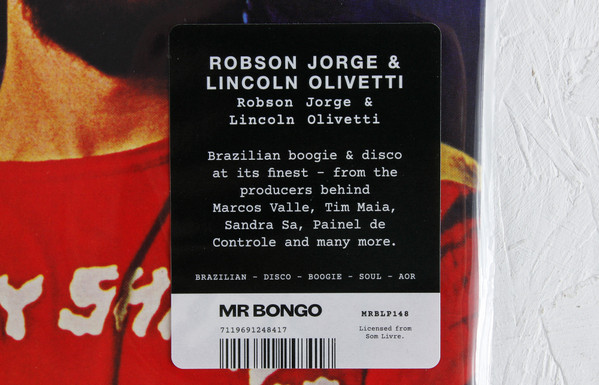 ROBSON JORGE &
LINCOLN OLIVETTI
Robson Jorge &
Lincoln Olivetti
Brazilian boogie & disco
at its finest - from the
producers behind
Marcos Valle, Tim Maia,
Sandra Sa, Painel de
Controle and many more.
BRAZILIAN - DISCO - BOOGIE - SOUL - AOR
MR BONGO
MRBLP148
7119691248417
Licensed from
Som Livre.